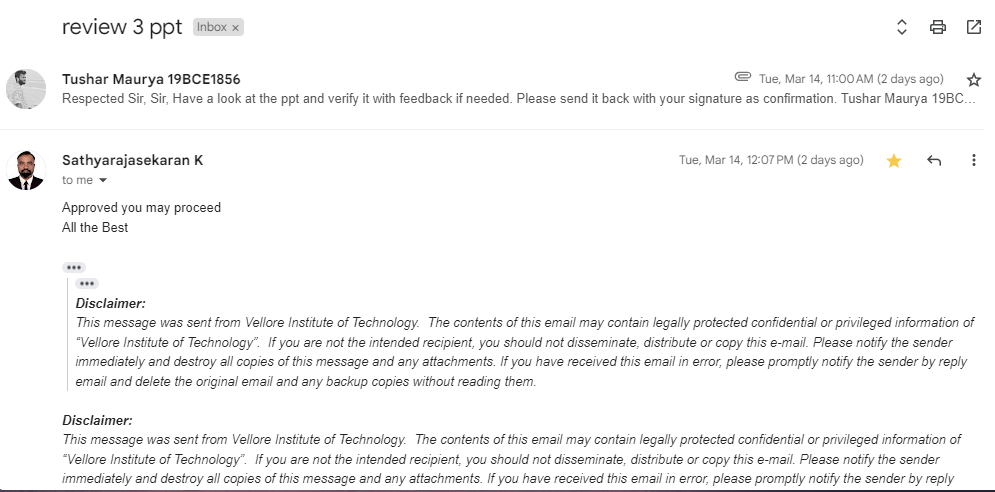 review 3 ppt Inbox ×
Tushar Maurya 19BCE1856 Tue, Mar 14, 11:00 AM (2 days ago)
Respected Sir, Sir, Have a look at the ppt and verify it with feedback if needed. Please send it back with your signature as confirmation. Tushar Maurya 19BC...
Sathyarajasekaran K Tue, Mar 14, 12:07 PM (2 days ago)
to me
Approved you may proceed
All the Best
Disclaimer:
This message was sent from Vellore Institute of Technology.  The contents of this email may contain legally protected confidential or privileged information of
“Vellore Institute of Technology”.  If you are not the intended recipient, you should not disseminate, distribute or copy this e-mail. Please notify the sender
immediately and destroy all copies of this message and any attachments. If you have received this email in error, please promptly notify the sender by reply
email and delete the original email and any backup copies without reading them.
Disclaimer:
This message was sent from Vellore Institute of Technology.  The contents of this email may contain legally protected confidential or privileged information of
“Vellore Institute of Technology”.  If you are not the intended recipient, you should not disseminate, distribute or copy this e-mail. Please notify the sender
immediately and destroy all copies of this message and any attachments. If you have received this email in error, please promptly notify the sender by reply